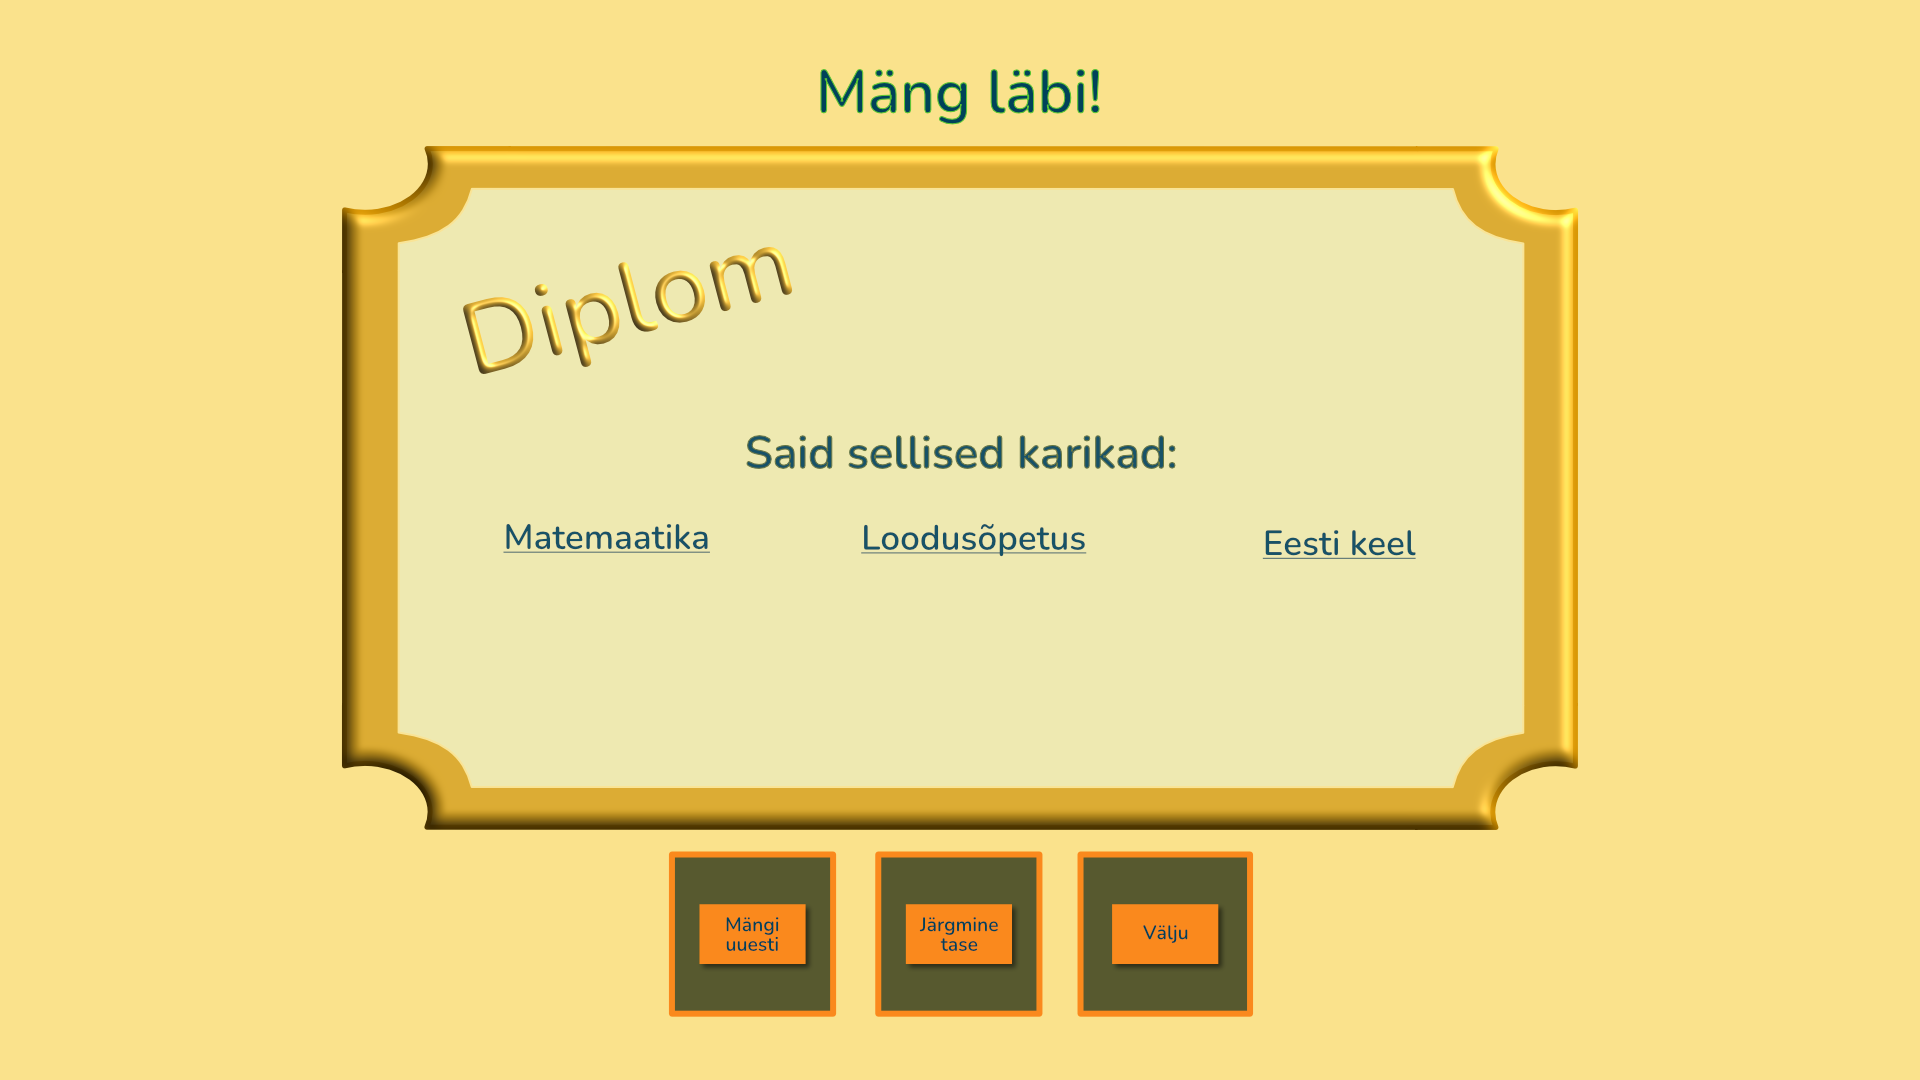 Mäng läbi!
Diplom
Said sellised karikad:
Matemaatika
Loodusõpetus
Eesti keel
Mängi
uuesti
Järgmine
tase
Välju